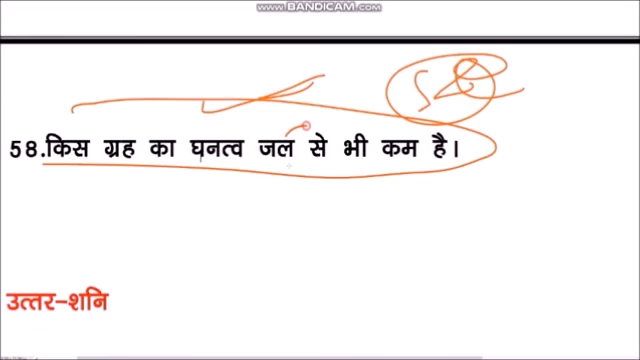 www.BANDICAM.com
58.किस ग्रह का घनत्व जल से भी कम है।
उत्तर-शनि